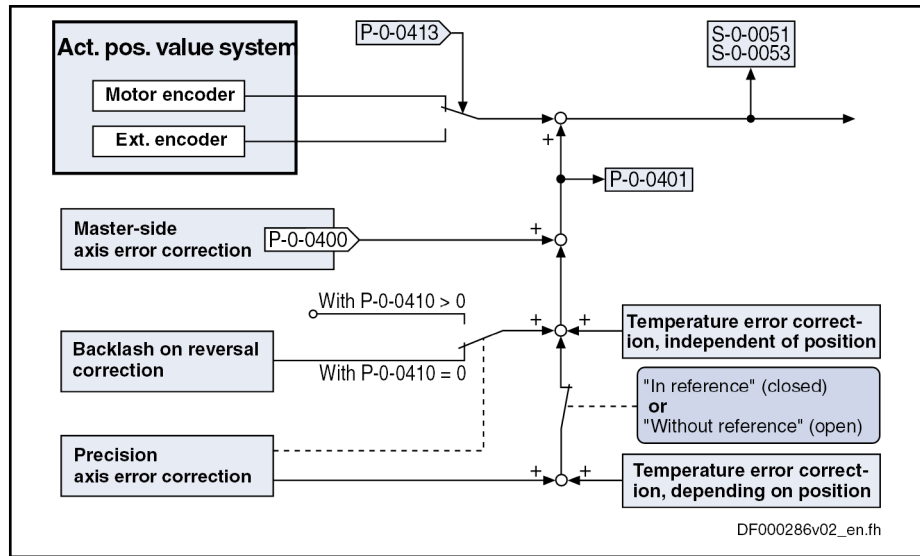 P-0-0413
S-0-0051
S-0-0053
Act. pos. value system
Motor encoder
Ext. encoder
+
P-0-0401
Master-side
axis error correction
P-0-0400
+
With P-0-0410 > 0
Backlash on reversal
correction
With P-0-0410 = 0
+
+
Temperature error correct-
ion, independent of position
"In reference" (closed)
or
"Without reference" (open)
Precision
axis error correction
+
+
Temperature error correct-
ion, depending on position
DF000286v02_en.fh